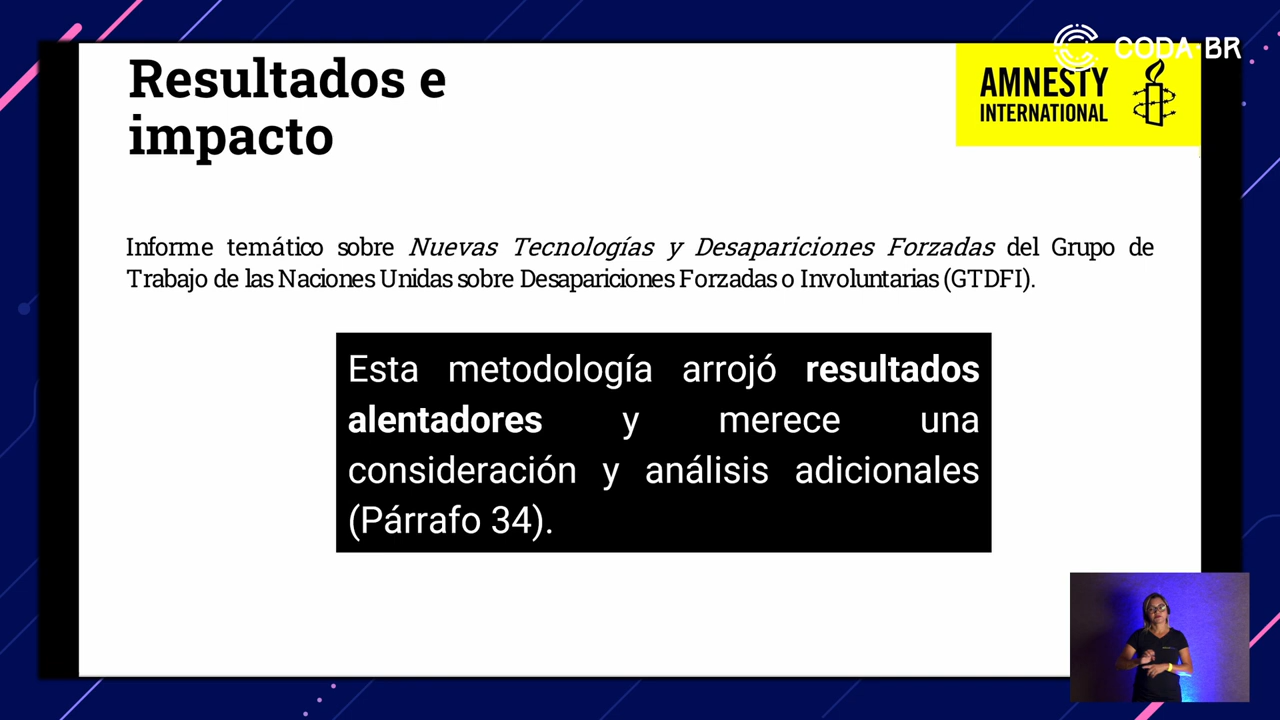 CODA.BR
Resultados e
impacto
AMNESTY
INTERNATIONAL
Informe temático sobre Nuevas Tecnologías y Desapariciones Forzadas del Grupo de
Trabajo de las Naciones Unidas sobre Desapariciones Forzadas o Involuntarias (GTDFI).
Esta metodología arrojó resultados
alentadores y merece una
consideración y análisis adicionales
(Párrafo 34).